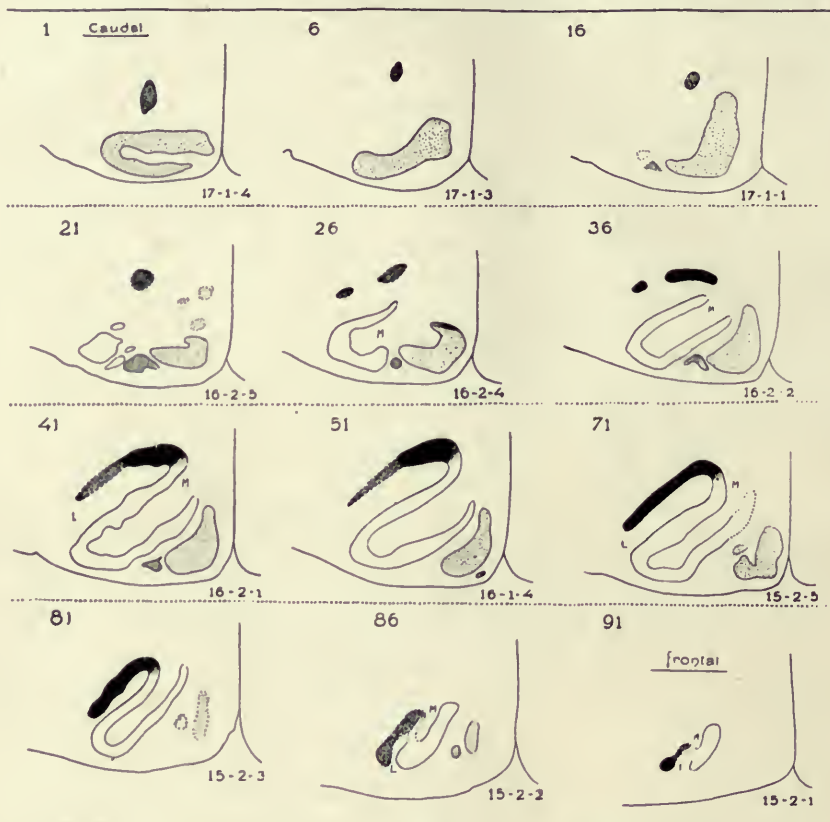 1 Caudal 6 16
17-1-4 17-1-3 17-1-1
21 26 36
M M
16-2-5 16-2-4 16-2-2
41 51 71
M M
L L
16-2-1 16-1-4 15-2-5
81 86 91
frontal
M
L
15-2-3 15-2-2 15-2-1